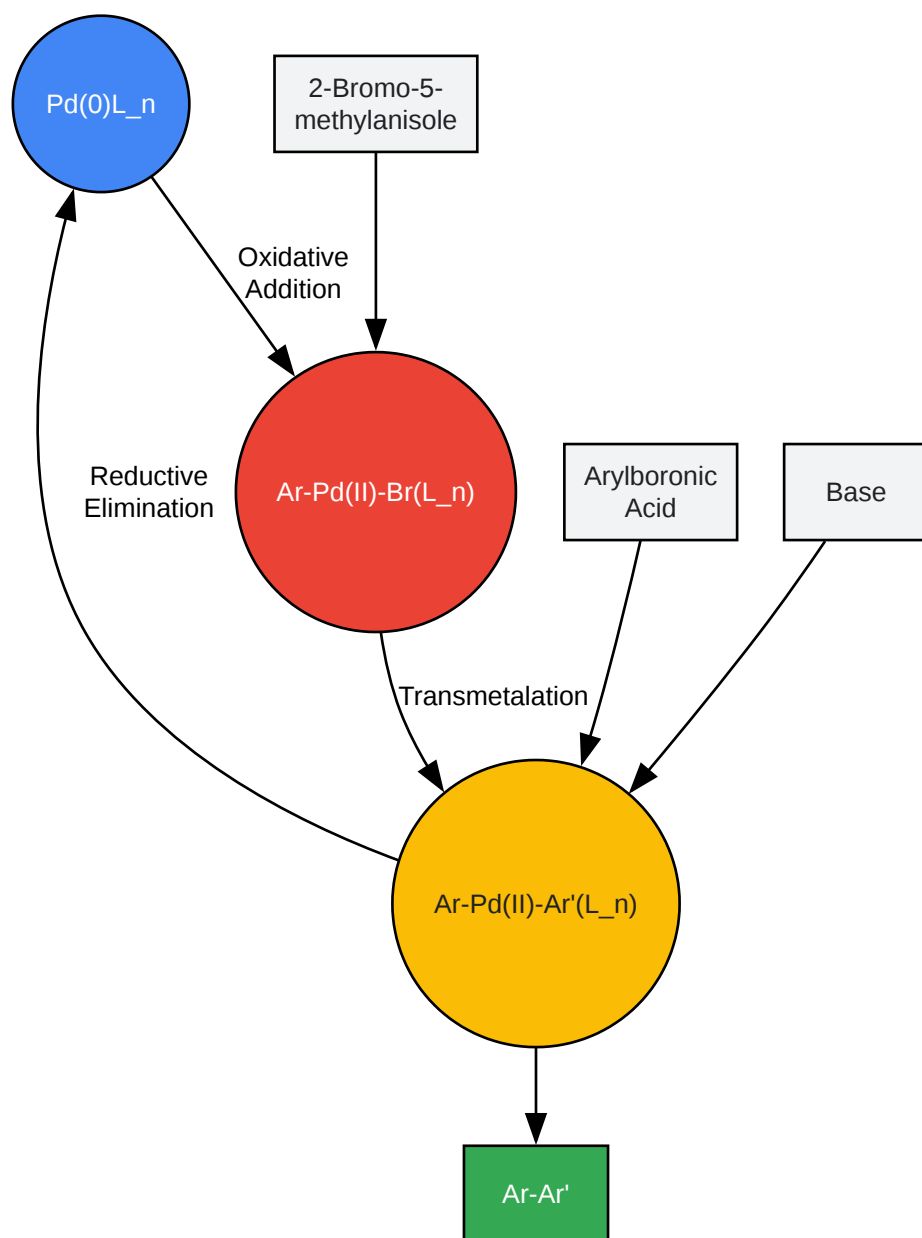 Pd(0)L_n
2-Bromo-5-
methylanisole
Oxidative
Addition
Reductive
Elimination
Ar-Pd(II)-Br(L_n)
Arylboronic
Acid
Base
Transmetalation
Ar-Pd(II)-Ar'(L_n)
Ar-Ar'